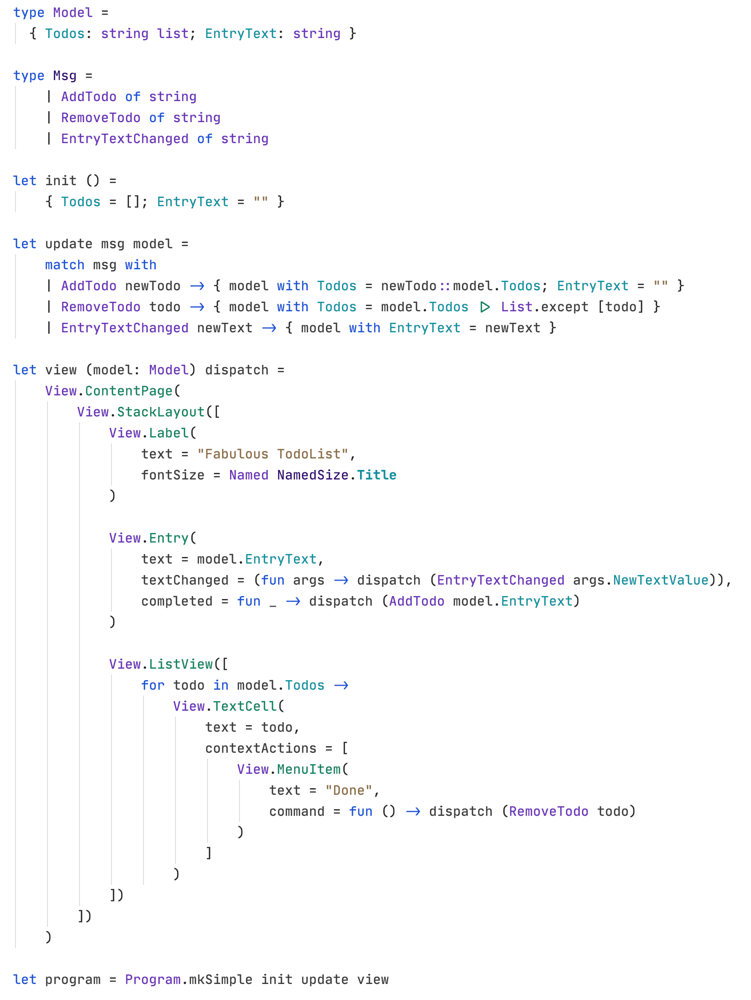 type Model =
  { Todos: string list; EntryText: string }

type Msg =
    | AddTodo of string
    | RemoveTodo of string
    | EntryTextChanged of string

let init () =
    { Todos = []; EntryText = "" }

let update msg model =
    match msg with
    | AddTodo newTodo -> { model with Todos = newTodo::model.Todos; EntryText = "" }
    | RemoveTodo todo -> { model with Todos = model.Todos |> List.except [todo] }
    | EntryTextChanged newText -> { model with EntryText = newText }

let view (model: Model) dispatch =
    View.ContentPage(
        View.StackLayout([
            View.Label(
                text = "Fabulous TodoList",
                fontSize = Named NamedSize.Title
            )

            View.Entry(
                text = model.EntryText,
                textChanged = (fun args -> dispatch (EntryTextChanged args.NewTextValue)),
                completed = fun _ -> dispatch (AddTodo model.EntryText)
            )

            View.ListView([
                for todo in model.Todos ->
                    View.TextCell(
                        text = todo,
                        contextActions = [
                            View.MenuItem(
                                text = "Done",
                                command = fun () -> dispatch (RemoveTodo todo)
                            )
                        ]
                    )
            ])
        ])
    )

let program = Program.mkSimple init update view